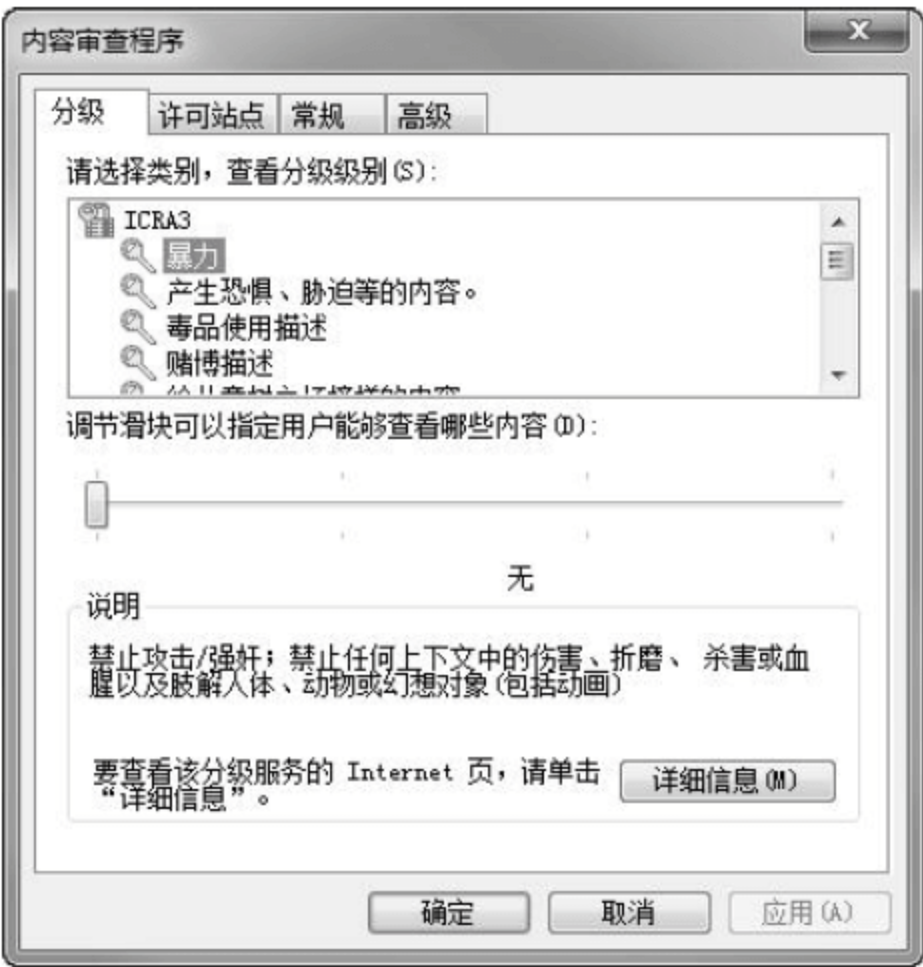 内容审查程序
分级 许可站点 常规 高级
请选择类别，查看分级级别(S)：
ICRA3
暴力
产生恐惧、胁迫等的内容。
毒品使用描述
赌博描述
调节滑块可以指定用户能够查看哪些内容(D)：
无
说明
禁止攻击/强奸；禁止任何上下文中的伤害、折磨、 杀害或血
腥以及肢解人体、动物或幻想对象(包括动画)
要查看该分级服务的 Internet 页，请单击
“详细信息”。
详细信息(M)
确定 取消 应用(A)